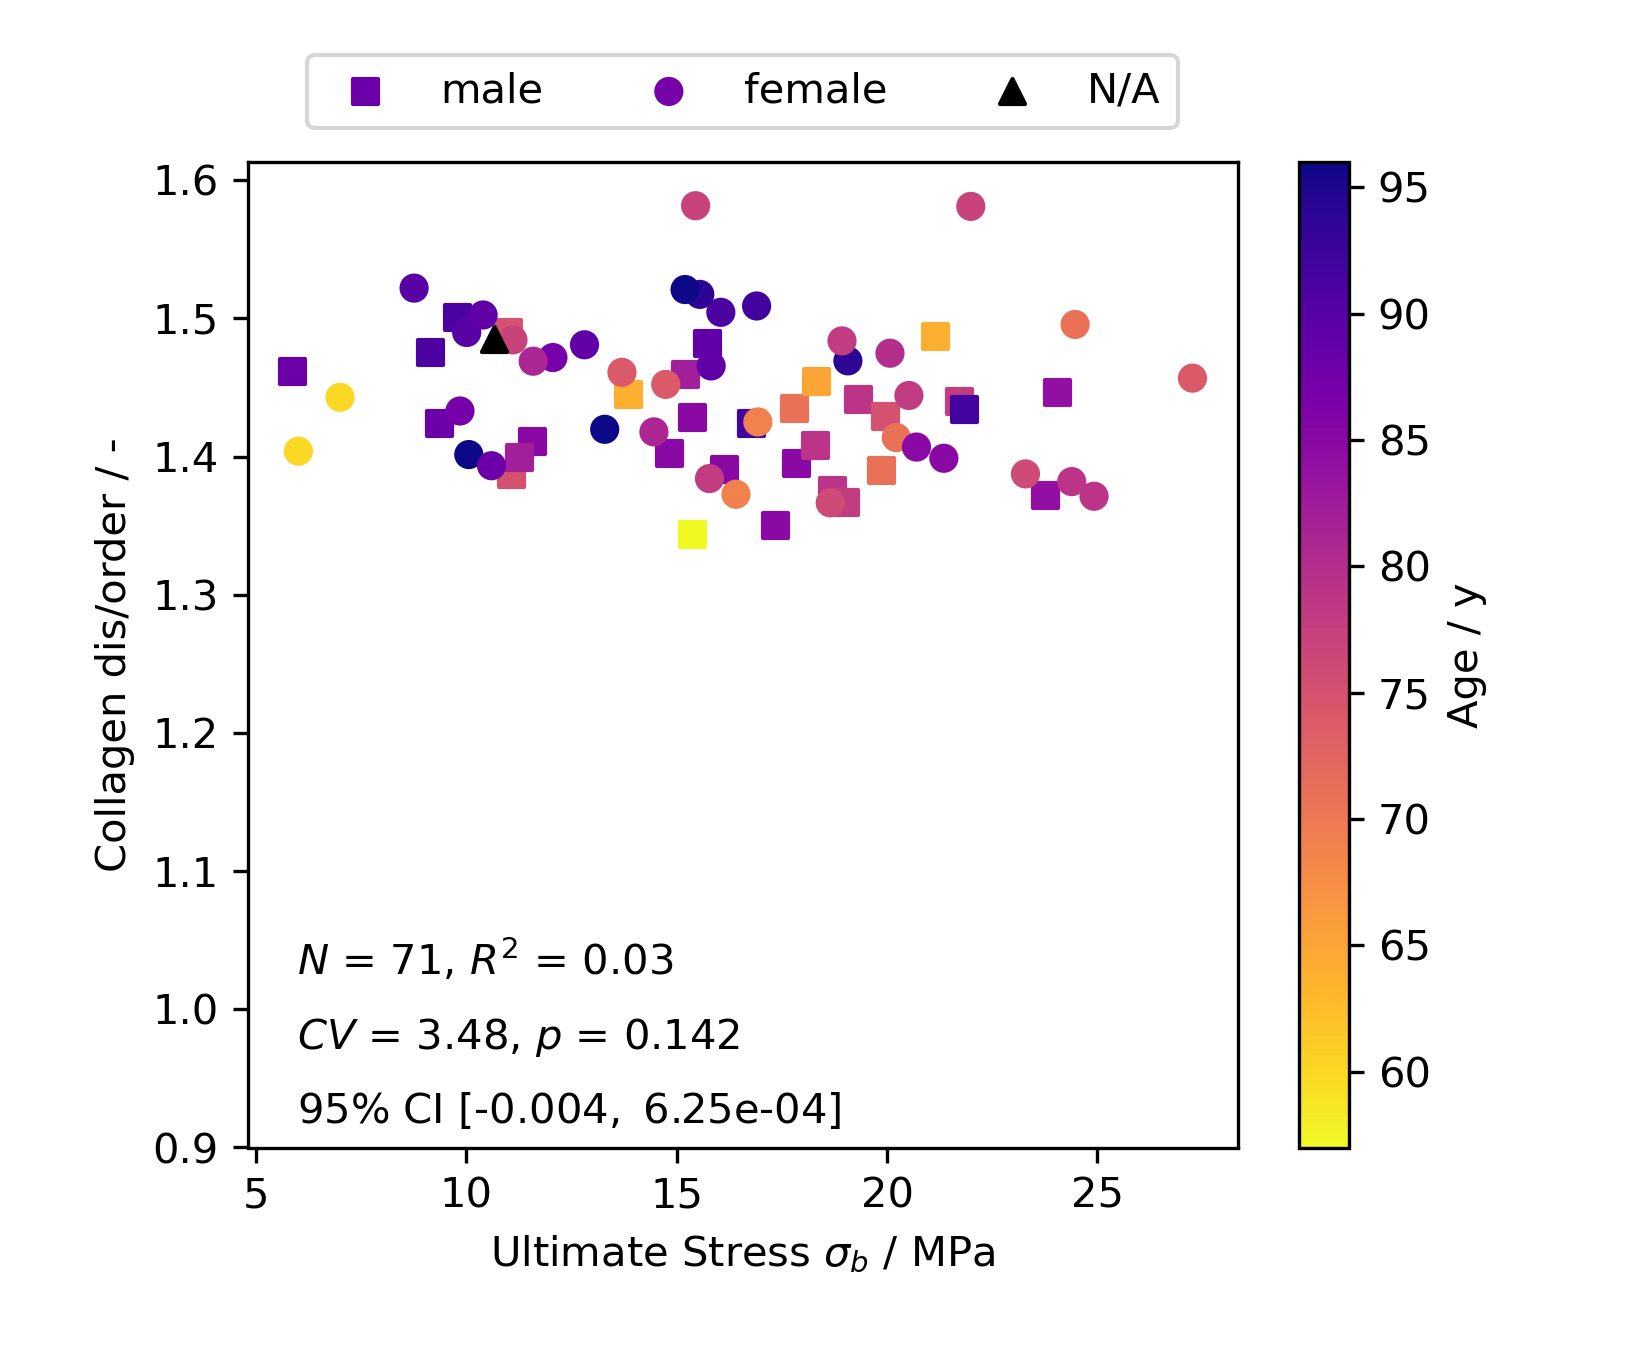 male female N/A
1.6
1.5
1.4
1.3
1.2
1.1
1.0
0.9
Collagen dis/order / -
N = 71, R² = 0.03
CV = 3.48, p = 0.142
95% CI [-0.004, 6.25e-04]
5 10 15 20 25
Ultimate Stress σ_b / MPa
95
90
85
80
75
70
65
60
Age / y